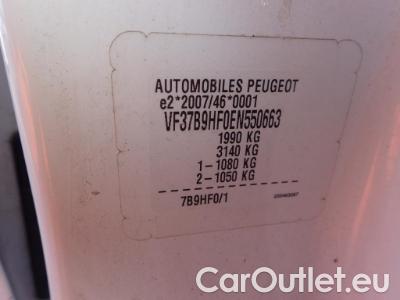 AUTOMOBILES PEUGEOT
e2*2007/46*0001
VF37B9HF0EN550663
1990 KG
3140 KG
1-1080 KG
2-1050 KG
7B9HF0/1
CarOutlet.eu